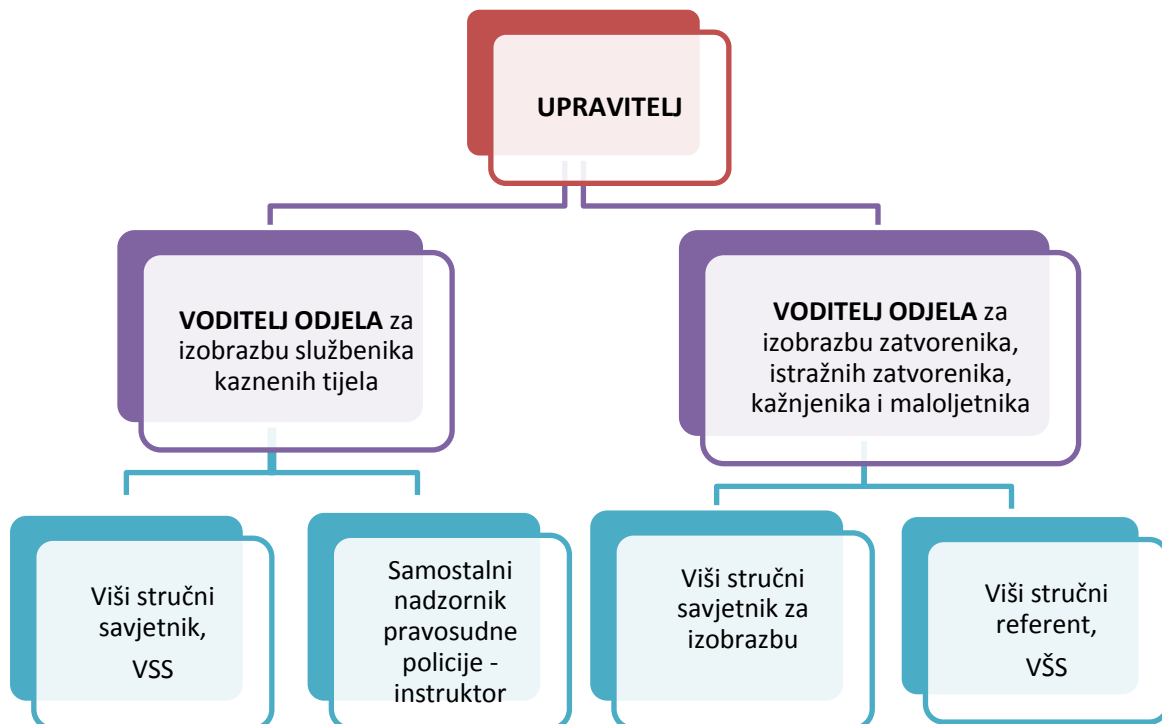 UPRAVITELJ
VODITELJ ODJELA za
izobrazbu službenika
kaznenih tijela
VODITELJ ODJELA za
izobrazbu zatvorenika,
istražnih zatvorenika,
kažnjenika i maloljetnika
Viši stručni
savjetnik,
VSS
Samostalni
nadzornik
pravosudne
policije -
instruktor
Viši stručni
savjetnik za
izobrazbu
Viši stručni
referent,
VŠS